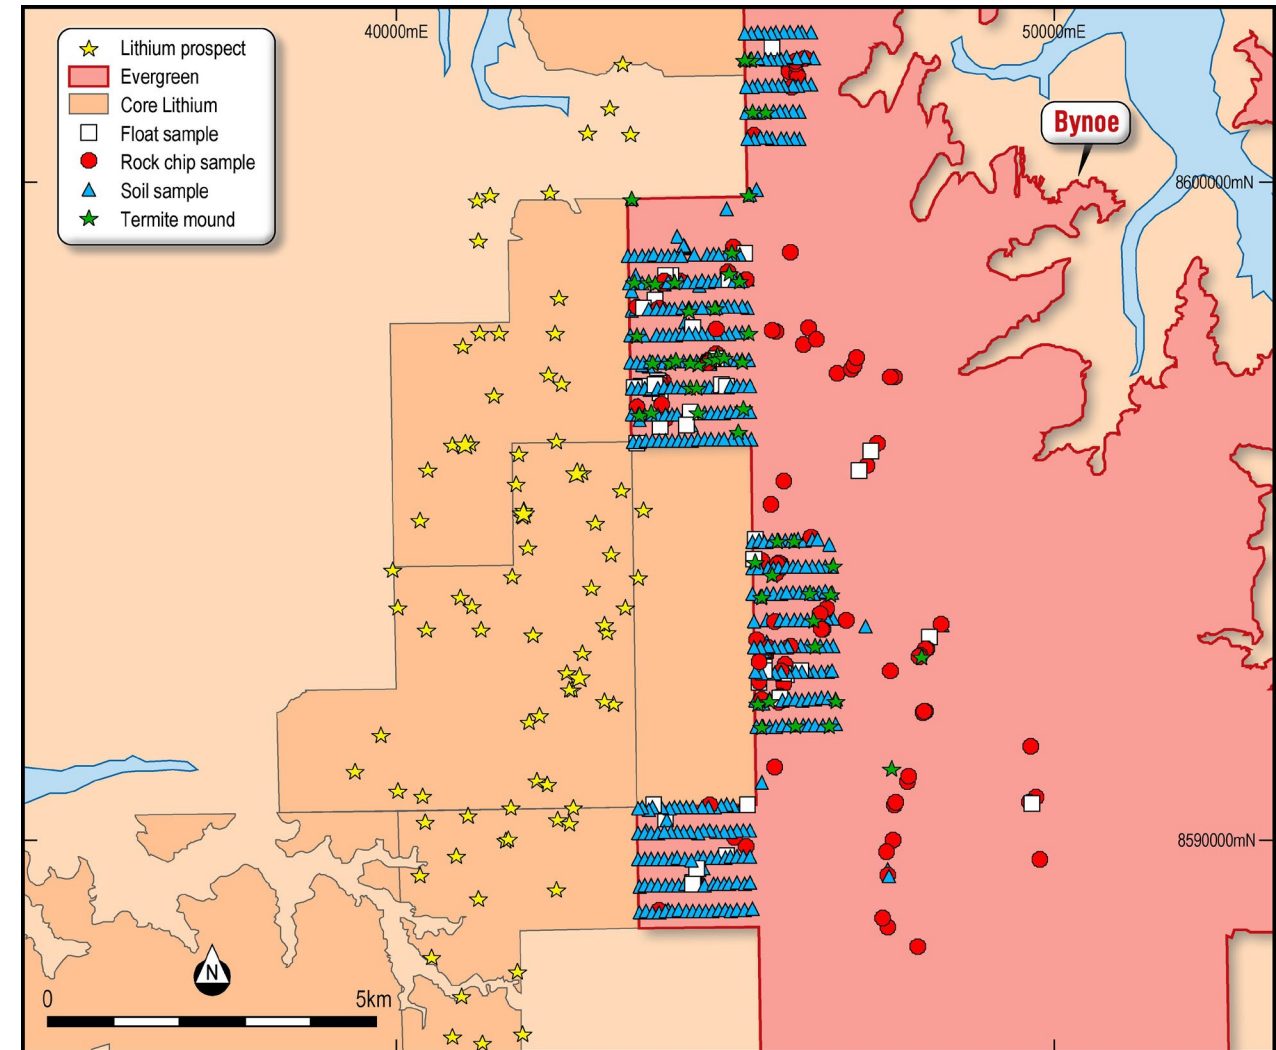 40000mE
50000mE
Lithium prospect
Evergreen
Core Lithium
Float sample
Rock chip sample
Soil sample
Termite mound
Bynoe
8600000mN
8590000mN
N
0
5km